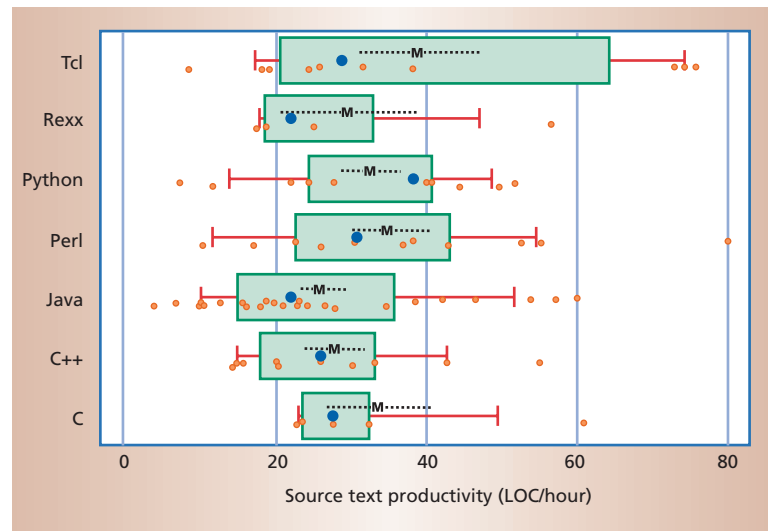 Tcl
M
Rexx
M
Python
M
Perl
M
Java
M
C++
M
C
M
0 20 40 60 80
Source text productivity (LOC/hour)